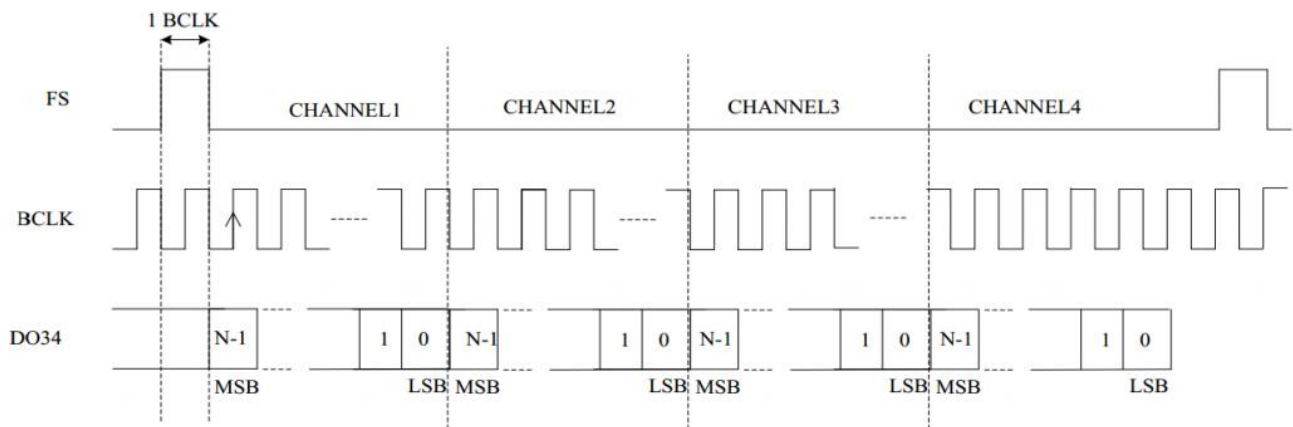 1 BCLK
FS
CHANNEL1 CHANNEL2 CHANNEL3 CHANNEL4
BCLK
DO34
N-1 1 0 N-1 1 0 N-1 1 0 N-1 1 0
MSB LSB MSB LSB MSB LSB MSB LSB